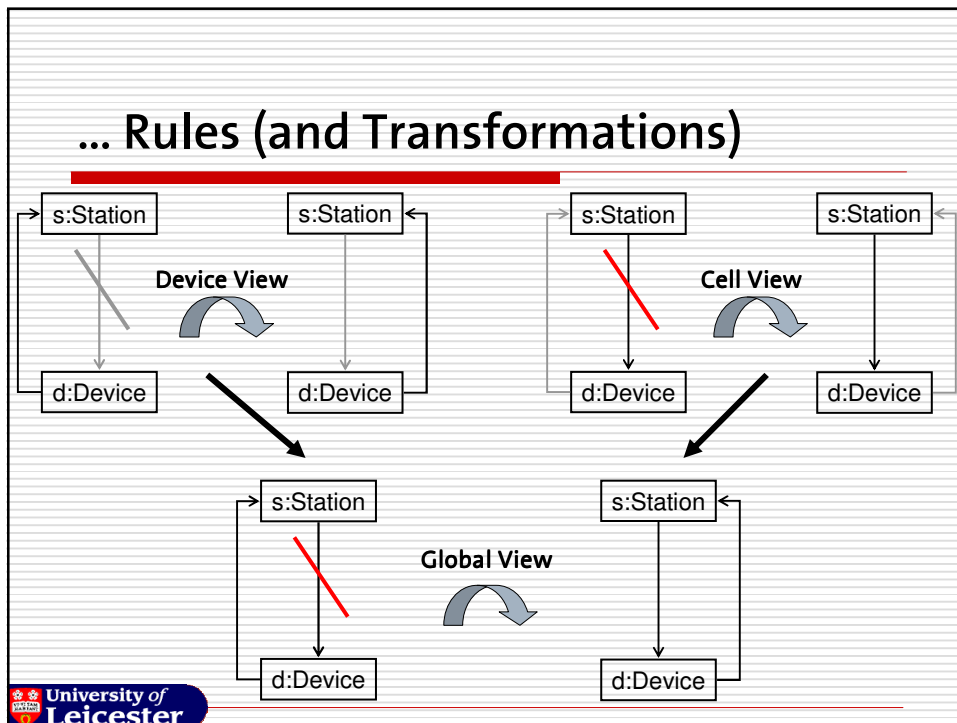 ... Rules (and Transformations)
s:Station
s:Station
s:Station
s:Station
Device View
Cell View
d:Device
d:Device
d:Device
d:Device
s:Station
s:Station
Global View
d:Device
d:Device
University of
Leicester